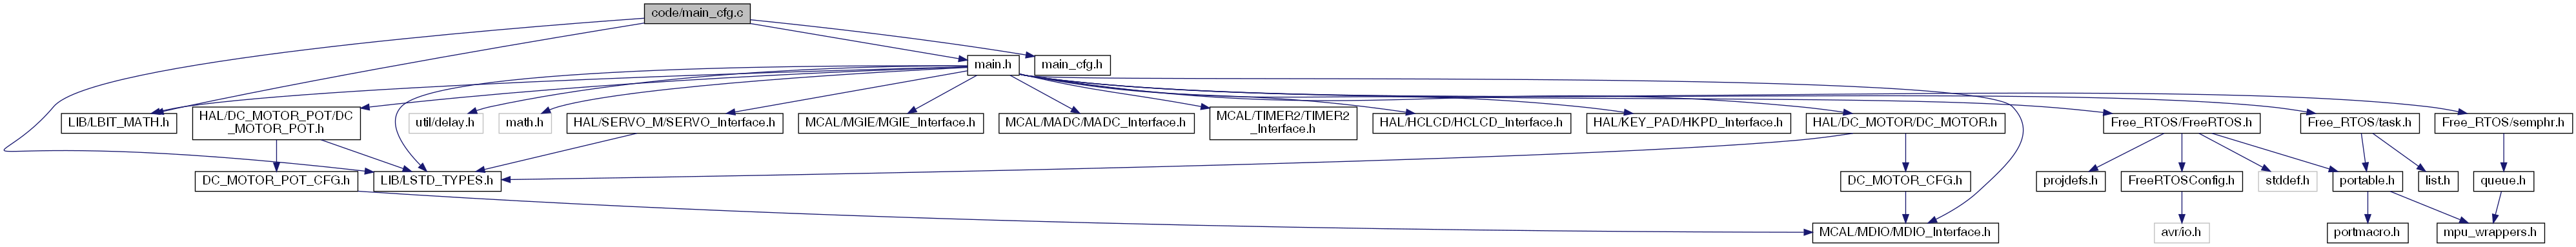 code/main_cfg.c
main.h
main_cfg.h
LIB/LBIT_MATH.h
HAL/DC_MOTOR_POT/DC
_MOTOR_POT.h
util/delay.h
math.h
HAL/SERVO_M/SERVO_Interface.h
MCAL/MGIE/MGIE_Interface.h
MCAL/MADC/MADC_Interface.h
MCAL/TIMER2/TIMER2
_Interface.h
HAL/HCLCD/HCLCD_Interface.h
HAL/KEY_PAD/HKPD_Interface.h
HAL/DC_MOTOR/DC_MOTOR.h
Free_RTOS/FreeRTOS.h
Free_RTOS/task.h
Free_RTOS/semphr.h
DC_MOTOR_POT_CFG.h
LIB/LSTD_TYPES.h
DC_MOTOR_CFG.h
projdefs.h
FreeRTOSConfig.h
stddef.h
portable.h
list.h
queue.h
MCAL/MDIO/MDIO_Interface.h
avr/io.h
portmacro.h
mpu_wrappers.h